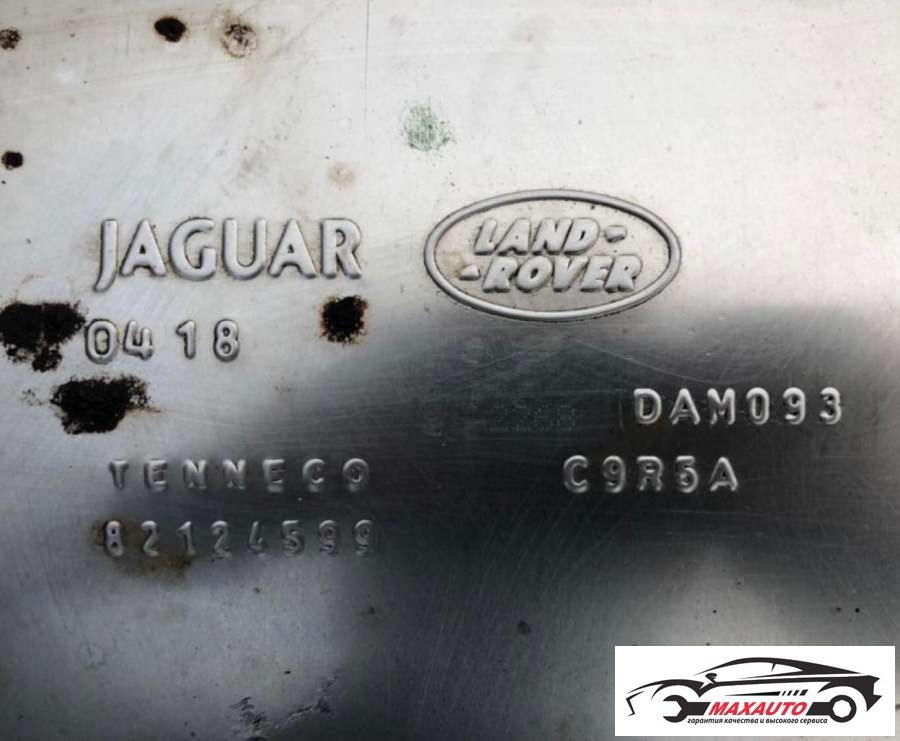 JAGUAR
LAND-
-ROVER
0418
DAM093
TENNECO
C9R5A
82124599
MAXAUTO
гарантия качества и высокого сервиса